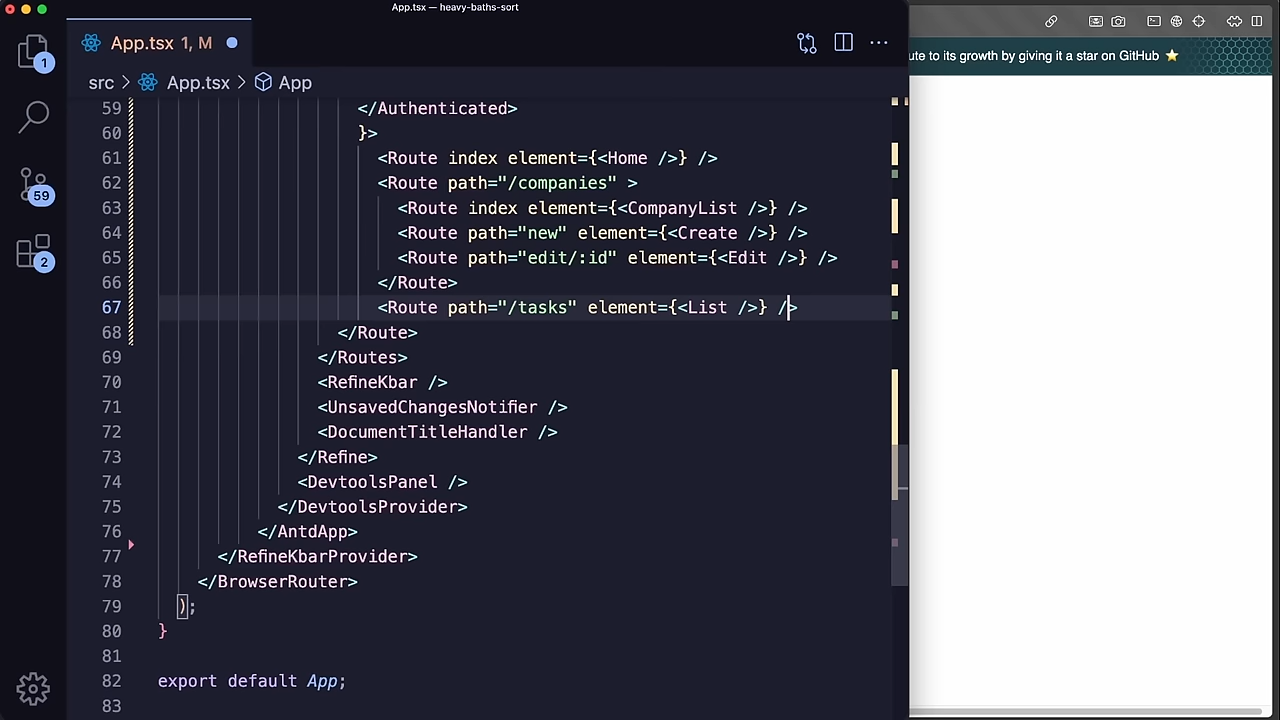 App.tsx — heavy-baths-sort
App.tsx 1, M
src > App.tsx > App
ute to its growth by giving it a star on GitHub ⭐
1
59
2
59 </Authenticated>
60 }>
61 <Route index element={<Home />} />
62 <Route path="/companies" >
63 <Route index element={<CompanyList />} />
64 <Route path="new" element={<Create />} />
65 <Route path="edit/:id" element={<Edit />} />
66 </Route>
67 <Route path="/tasks" element={<List />} />
68 </Route>
69 </Routes>
70 <RefineKbar />
71 <UnsavedChangesNotifier />
72 <DocumentTitleHandler />
73 </Refine>
74 <DevtoolsPanel />
75 </DevtoolsProvider>
76 </AntdApp>
77 </RefineKbarProvider>
78 </BrowserRouter>
79 );
80 }
81
82 export default App;
83